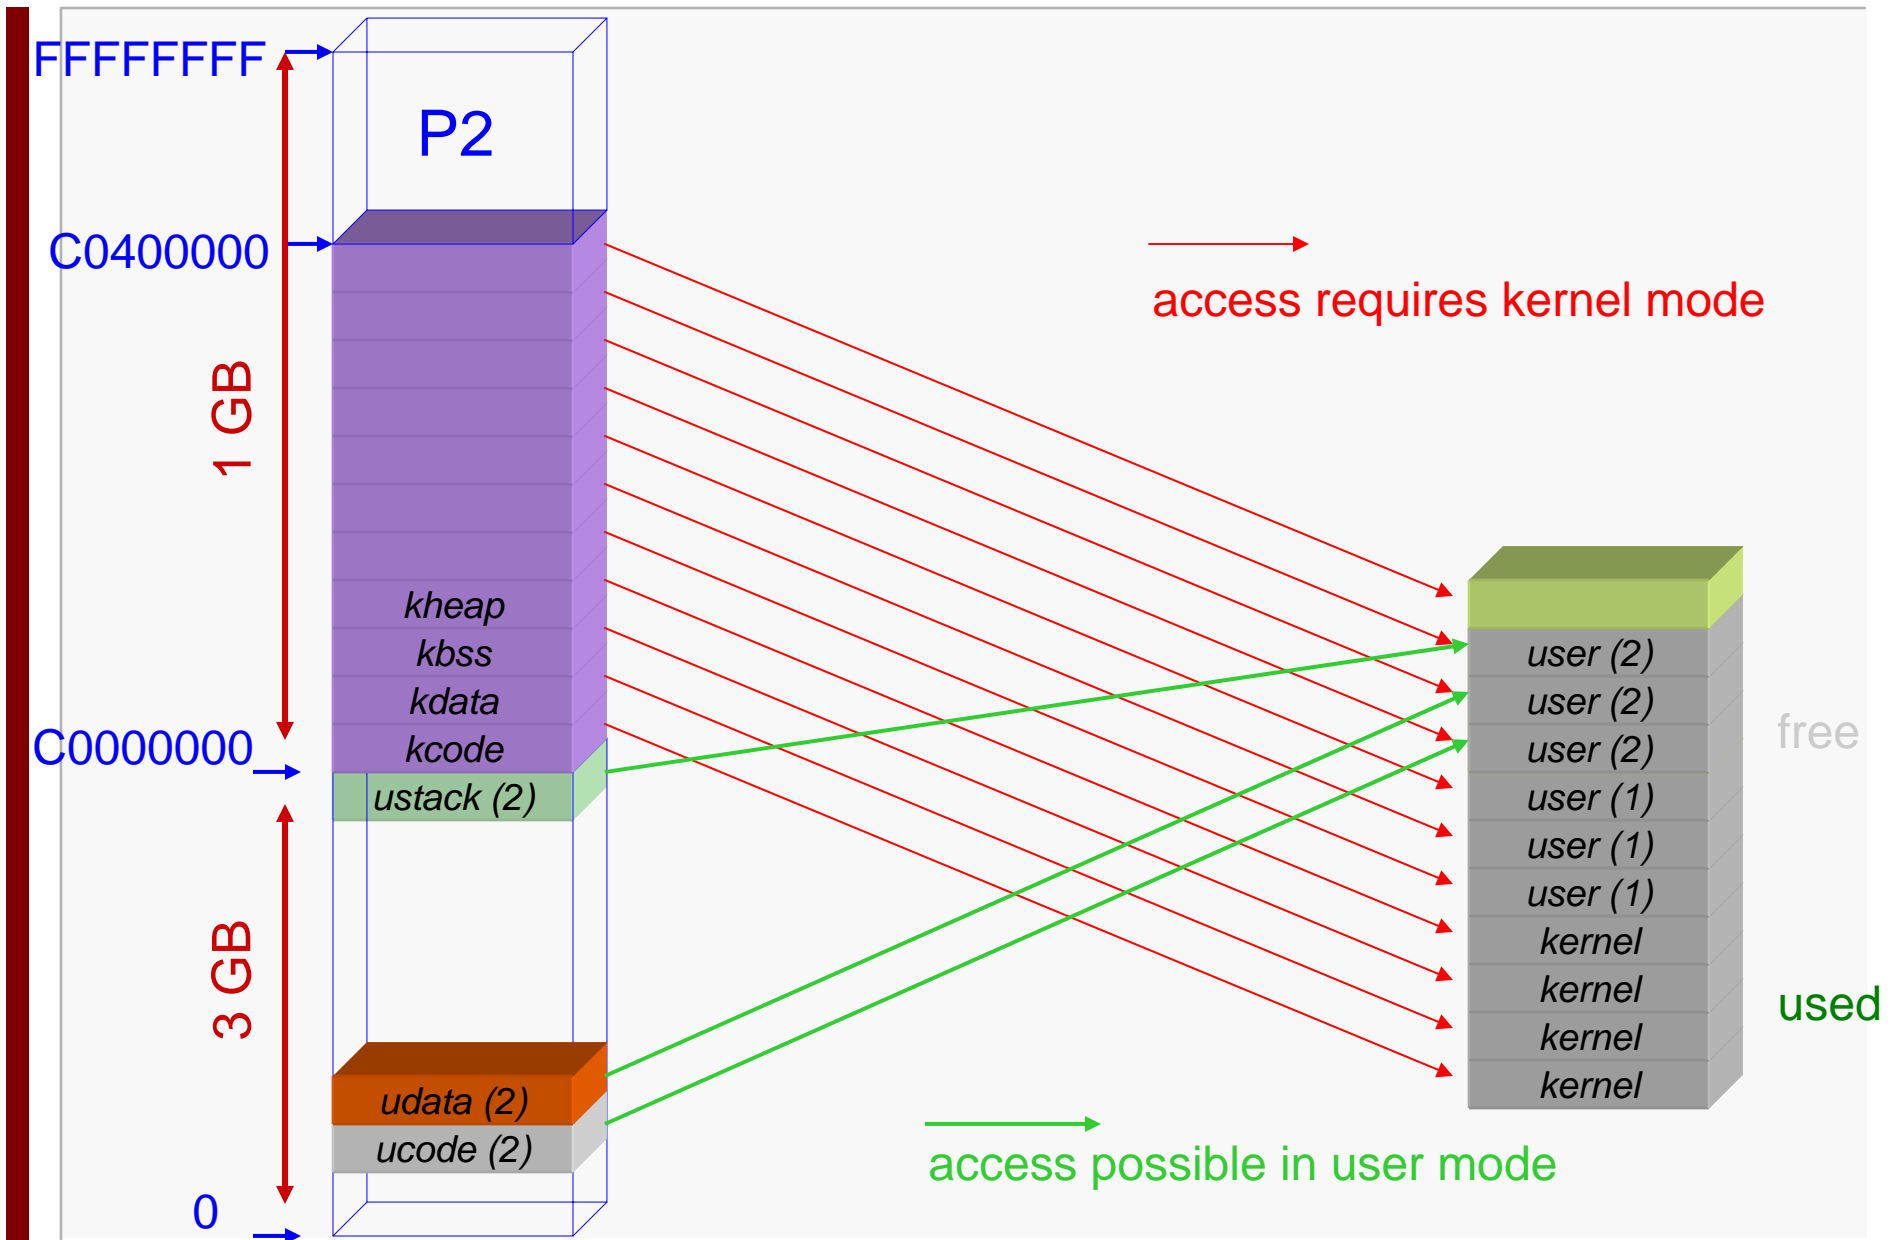 FFFFFFFF
P2
C0400000
access requires kernel mode
1 GB
kheap
kbss
kdata
kcode
C0000000
ustack (2)
user (2)
user (2)
user (2)
user (1)
user (1)
user (1)
kernel
kernel
kernel
kernel
free
used
3 GB
udata (2)
ucode (2)
access possible in user mode
0